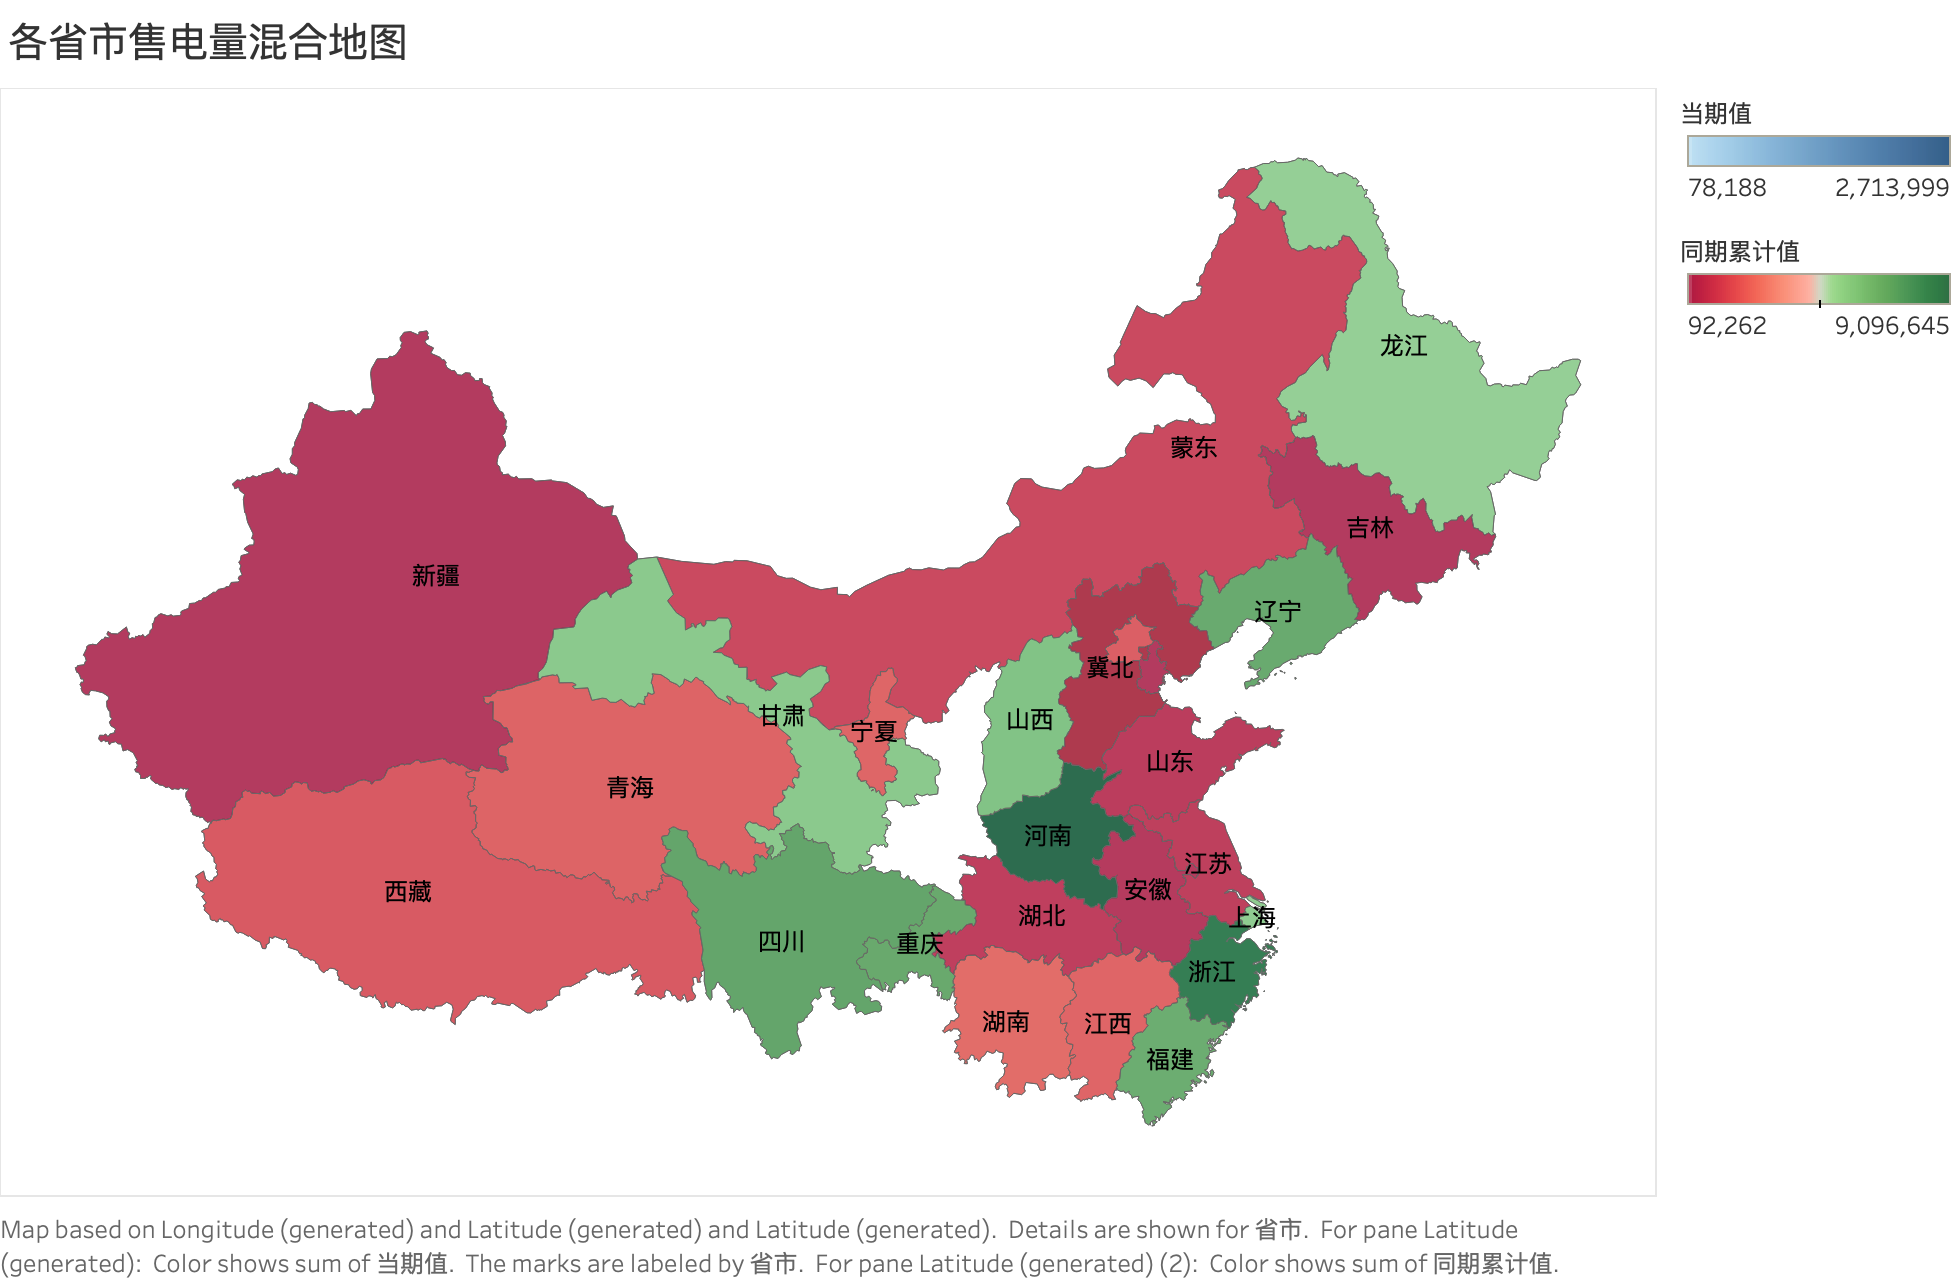 各省市售电量混合地图
当期值
78,188 2,713,999
同期累计值
92,262 9,096,645
龙江
蒙东
吉林
新疆
辽宁
冀北
甘肃
山西
宁夏
山东
青海
河南
江苏
西藏
安徽
湖北
上海
四川
重庆
浙江
湖南
江西
福建
Map based on Longitude (generated) and Latitude (generated) and Latitude (generated).  Details are shown for 省市.  For pane Latitude
(generated):  Color shows sum of 当期值.  The marks are labeled by 省市.  For pane Latitude (generated) (2):  Color shows sum of 同期累计值.